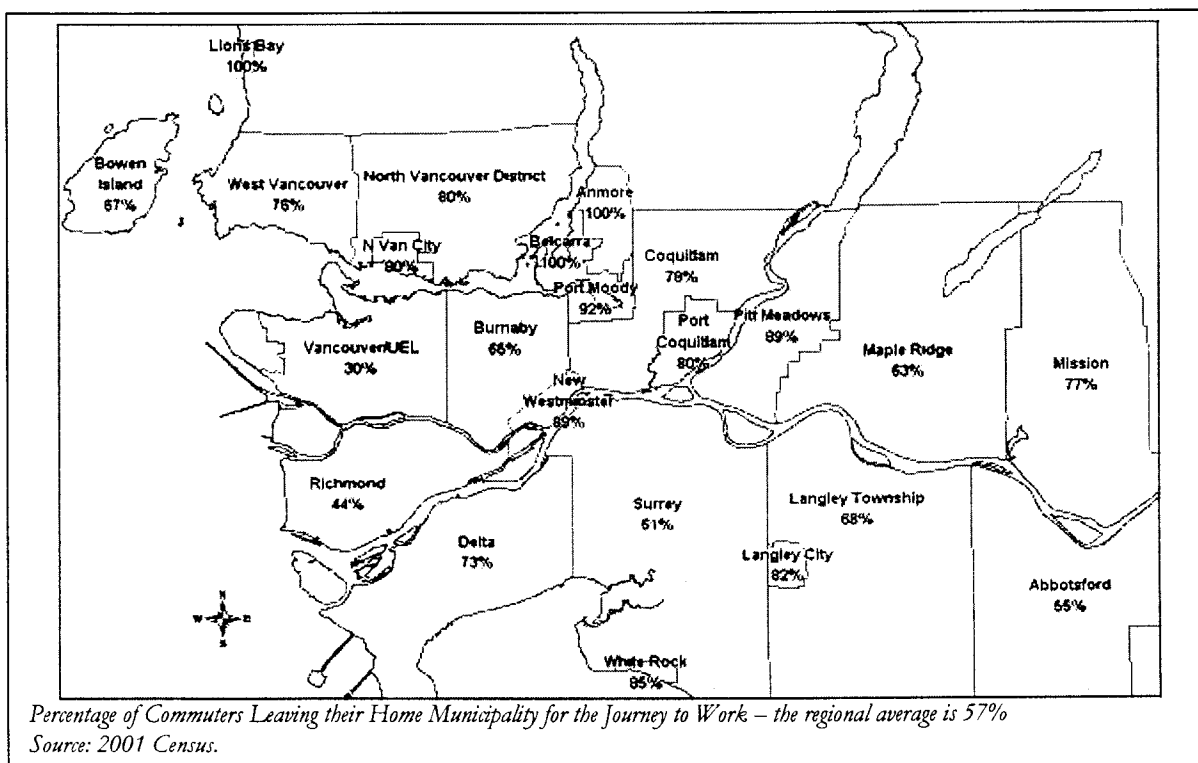 Lions Bay
100%
Bowen
Island
67%
West Vancouver
76%
North Vancouver District
80%
Anmore
100%
N Van City
80%
Belcarra
100%
Port Moody
92%
Coquitlam
78%
Port
Coquitlam
80%
Pitt Meadows
89%
Maple Ridge
63%
Mission
77%
Vancouver/UEL
30%
Burnaby
New
Westminster
89%
Richmond
44%
Delta
73%
Surrey
61%
Langley Township
68%
Langley City
82%
Abbotsford
White Rock
85%
N
W
E
S
Percentage of Commuters Leaving their Home Municipality for the Journey to Work – the regional average is 57%
Source: 2001 Census.